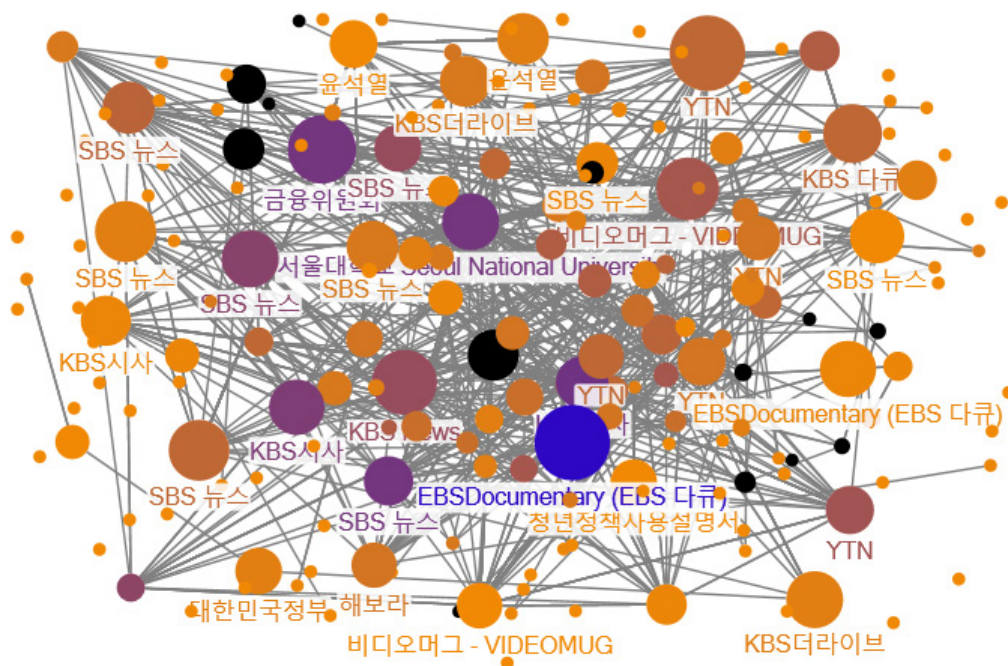 윤석열
윤석열
YTN
KBS더라이브
SBS 뉴스
KBS 다큐
SBS 뉴
SBS 뉴스
금융위원회
비디오머그 - VIDEOMUG
서울대학교 Seoul National Universit
SBS 뉴스
SBS 뉴스
YTN
SBS 뉴스
SBS 뉴스
KBS시사
YTN
YTN
EBSDocumentary (EBS 다큐)
KBS News
KBS시사
SBS 뉴스
EBSDocumentary (EBS 다큐)
SBS 뉴스
청년정책사용설명서
YTN
대한민국정부
해보라
비디오머그 - VIDEOMUG
KBS더라이브